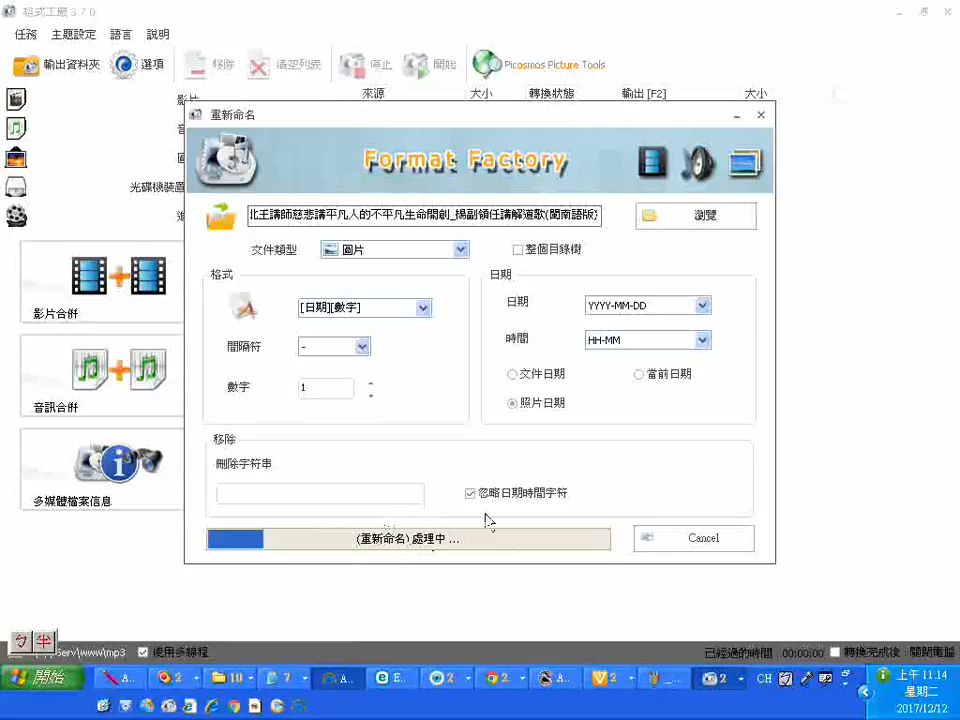 格式工廠 3.7.0
任務 主題設定 語言 說明
輸出資料夾 選項 移除 清空列表 停止 開始 Picosmos Picture Tools
來源 大小 轉換狀態 輸出 [F2] 大小
重新命名
Format Factory
光碟機裝置
北王講師慈悲講平凡人的不平凡生命開創_楊副領任講解道歌(閩南語版) 瀏覽
文件類型 圖片 整個目錄樹
格式
[日期][數字]
間隔符 -
數字 1
日期
日期 YYYY-MM-DD
時間 HH-MM
文件日期 當前日期
照片日期
影片合併
音訊合併
多媒體檔案信息
移除
刪除字符串
忽略日期時間字符
(重新命名) 處理中 ...
Cancel
ㄅ 半
Serv\www\mp3 使用多線程 已經過的時間 : 00:00:00 轉換完成後 : 關閉電腦
開始 A.. 2 10 7 A.. E.. 2 2 A.. 2 2 CH
上午 11:14
星期二
2017/12/12